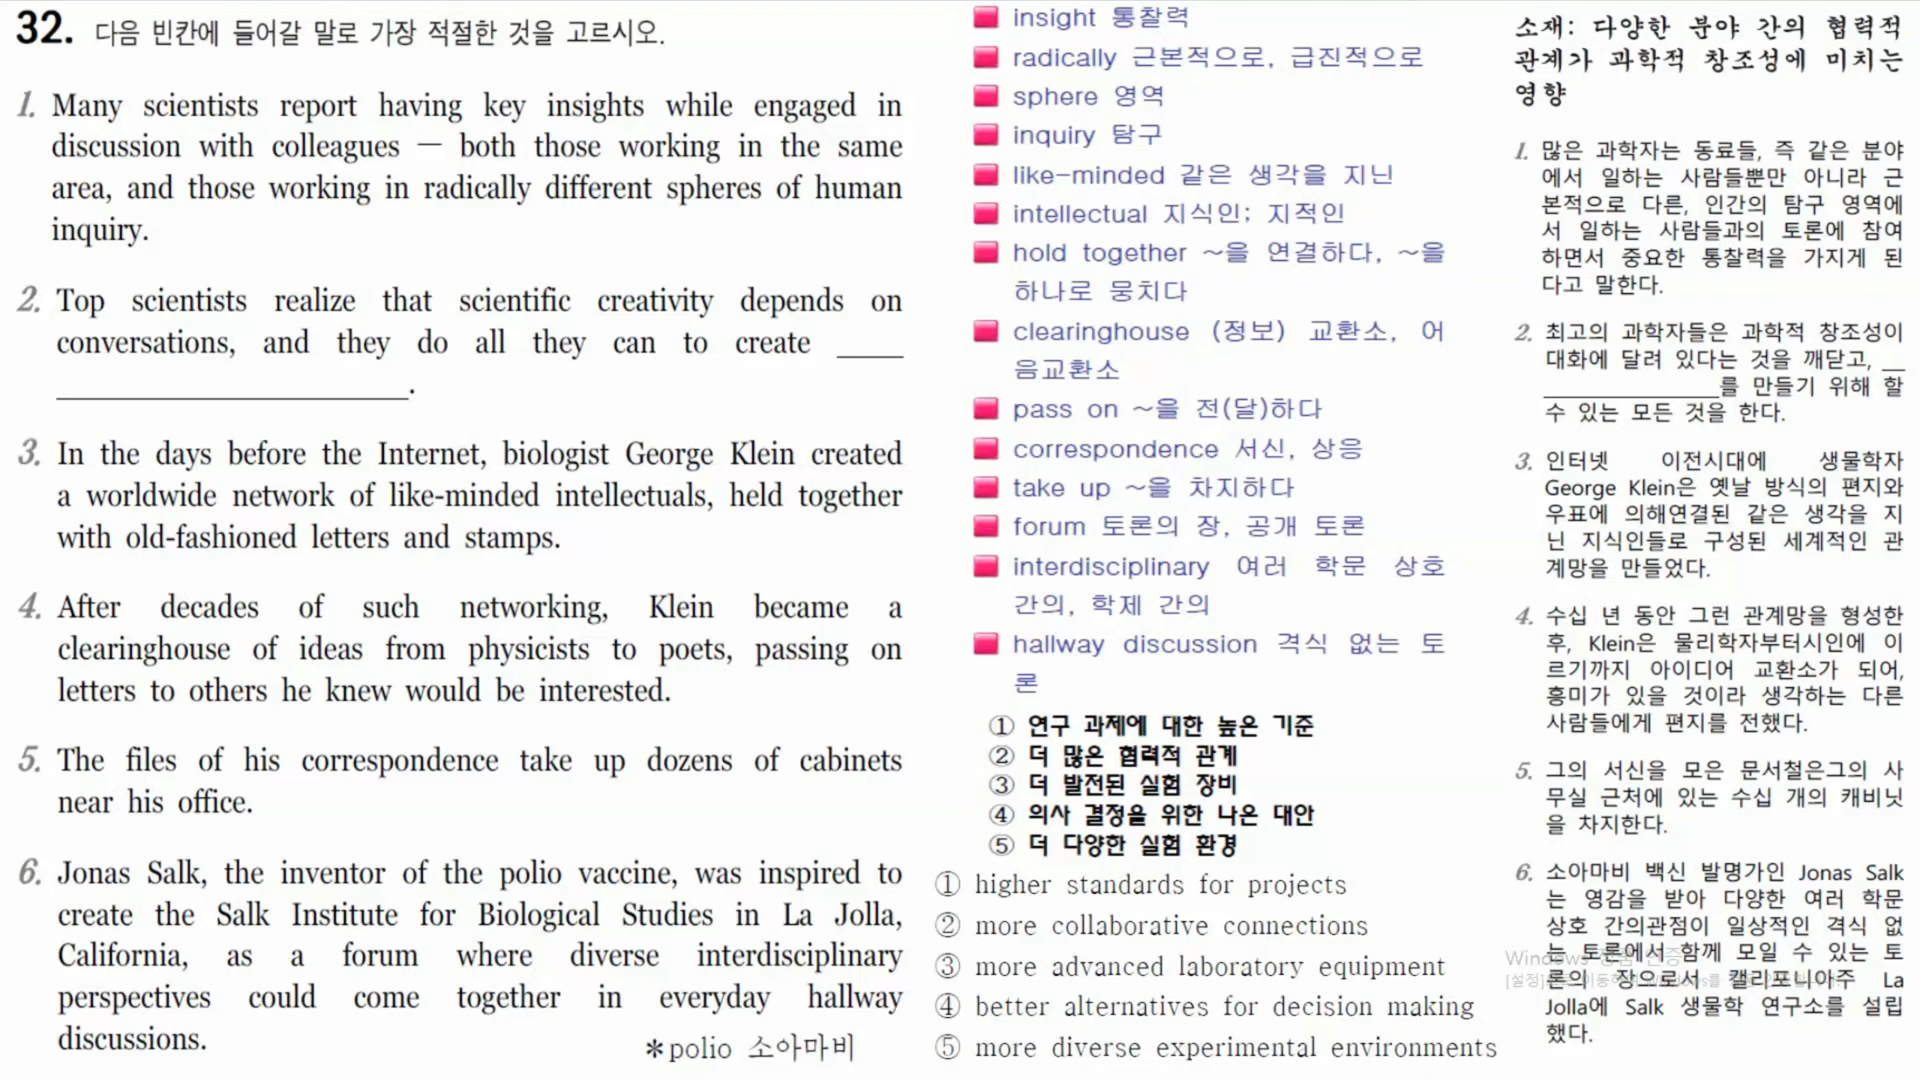 32. 다음 빈칸에 들어갈 말로 가장 적절한 것을 고르시오.
1. Many scientists report having key insights while engaged in
discussion with colleagues — both those working in the same
area, and those working in radically different spheres of human
inquiry.
2. Top scientists realize that scientific creativity depends on
conversations, and they do all they can to create ____
______________________.
3. In the days before the Internet, biologist George Klein created
a worldwide network of like-minded intellectuals, held together
with old-fashioned letters and stamps.
4. After decades of such networking, Klein became a
clearinghouse of ideas from physicists to poets, passing on
letters to others he knew would be interested.
5. The files of his correspondence take up dozens of cabinets
near his office.
6. Jonas Salk, the inventor of the polio vaccine, was inspired to
create the Salk Institute for Biological Studies in La Jolla,
California, as a forum where diverse interdisciplinary
perspectives could come together in everyday hallway
discussions.
*polio 소아마비
insight 통찰력
radically 근본적으로, 급진적으로
sphere 영역
inquiry 탐구
like-minded 같은 생각을 지닌
intellectual 지식인; 지적인
hold together ~을 연결하다, ~을
하나로 뭉치다
clearinghouse (정보) 교환소, 어
음교환소
pass on ~을 전(달)하다
correspondence 서신, 상응
take up ~을 차지하다
forum 토론의 장, 공개 토론
interdisciplinary 여러 학문 상호
간의, 학제 간의
hallway discussion 격식 없는 토
론
① 연구 과제에 대한 높은 기준
② 더 많은 협력적 관계
③ 더 발전된 실험 장비
④ 의사 결정을 위한 나은 대안
⑤ 더 다양한 실험 환경
① higher standards for projects
② more collaborative connections
③ more advanced laboratory equipment
④ better alternatives for decision making
⑤ more diverse experimental environments
소재: 다양한 분야 간의 협력적
관계가 과학적 창조성에 미치는
영향
1. 많은 과학자는 동료들, 즉 같은 분야
에서 일하는 사람들뿐만 아니라 근
본적으로 다른, 인간의 탐구 영역에
서 일하는 사람들과의 토론에 참여
하면서 중요한 통찰력을 가지게 된
다고 말한다.
2. 최고의 과학자들은 과학적 창조성이
대화에 달려 있다는 것을 깨닫고, __
______________를 만들기 위해 할
수 있는 모든 것을 한다.
3. 인터넷 이전시대에 생물학자
George Klein은 옛날 방식의 편지와
우표에 의해연결된 같은 생각을 지
닌 지식인들로 구성된 세계적인 관
계망을 만들었다.
4. 수십 년 동안 그런 관계망을 형성한
후, Klein은 물리학자부터시인에 이
르기까지 아이디어 교환소가 되어,
흥미가 있을 것이라 생각하는 다른
사람들에게 편지를 전했다.
5. 그의 서신을 모은 문서철은그의 사
무실 근처에 있는 수십 개의 캐비닛
을 차지한다.
6. 소아마비 백신 발명가인 Jonas Salk
는 영감을 받아 다양한 여러 학문
상호 간의관점이 일상적인 격식 없
는 토론에서 함께 모일 수 있는 토
론의 장으로서 캘리포니아주 La
Jolla에 Salk 생물학 연구소를 설립
했다.
Windows